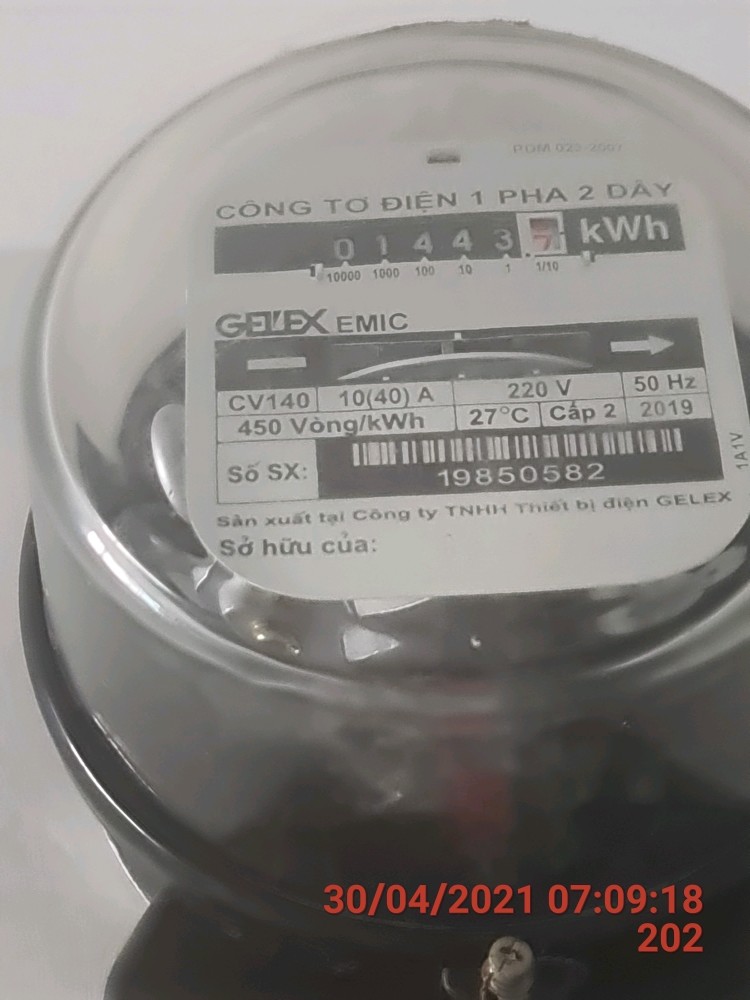 PDM 025-2007
CÔNG TƠ ĐIỆN 1 PHA 2 DÂY
0 1 4 4 3 7 kWh
10000 1000 100 10 1 1/10
GELEX EMIC
CV140 10(40) A 220 V 50 Hz
450 Vòng/kWh 27°C Cấp 2 2019
Số SX: 19850582
1A1V
Sản xuất tại Công ty TNHH Thiết bị điện GELEX
Sở hữu của:
30/04/2021 07:09:18
202